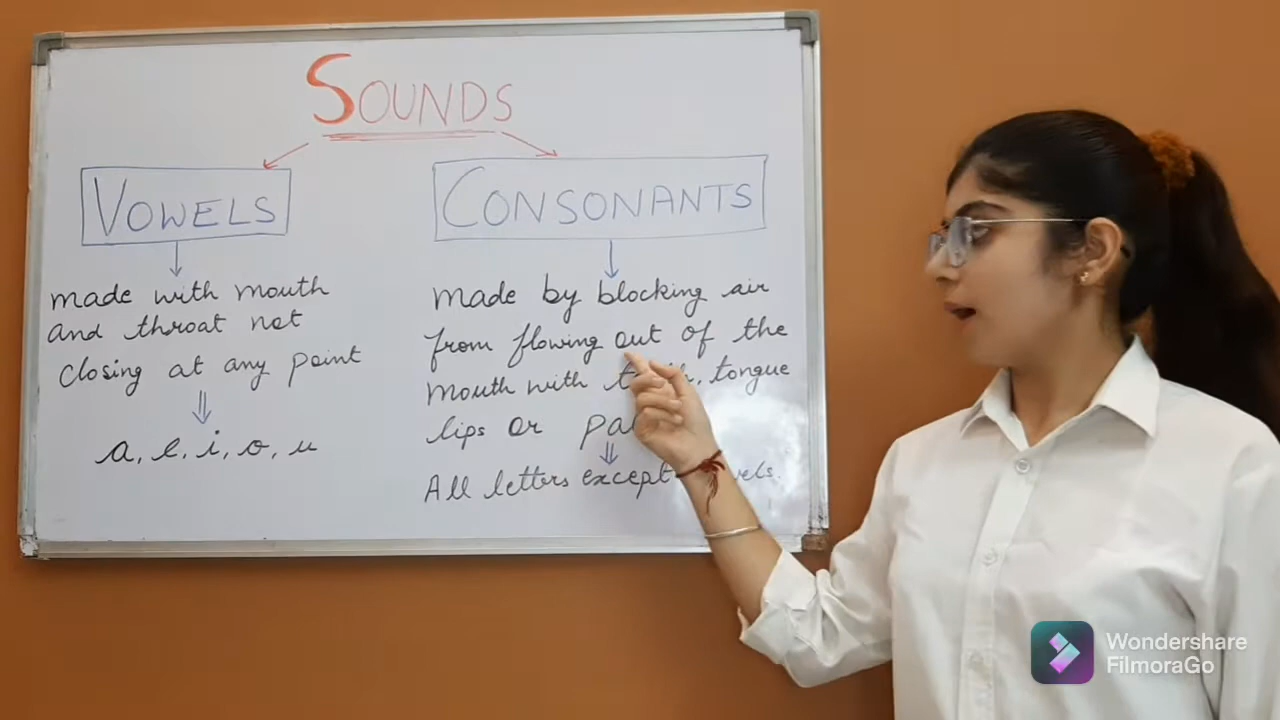 SOUNDS
VOWELS
made with mouth
and throat not
closing at any point
a, e, i, o, u
CONSONANTS
made by blocking air
from flowing out of the
mouth with tongue
lips or
All letters except
Wondershare
FilmoraGo